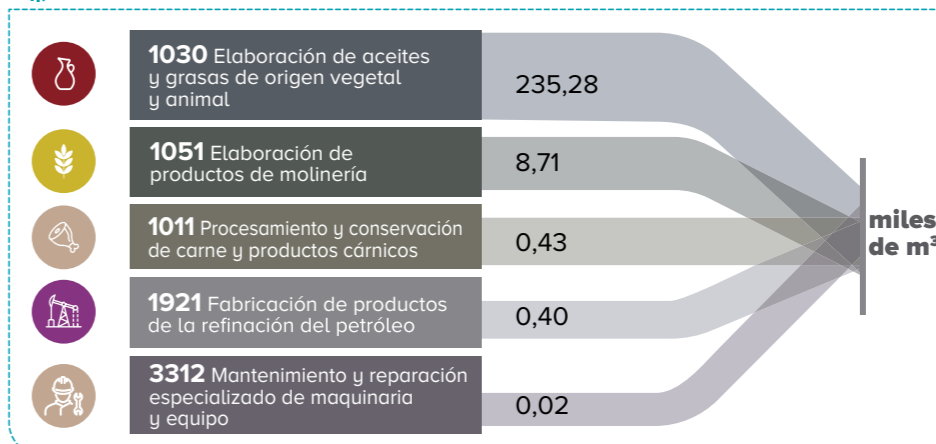 1030 Elaboración de aceites
y grasas de origen vegetal
y animal
235,28
1051 Elaboración de
productos de molinería
8,71
1011 Procesamiento y conservación
de carne y productos cárnicos
0,43
1921 Fabricación de productos
de la refinación del petróleo
0,40
3312 Mantenimiento y reparación
especializado de maquinaria
y equipo
0,02
miles
de m³